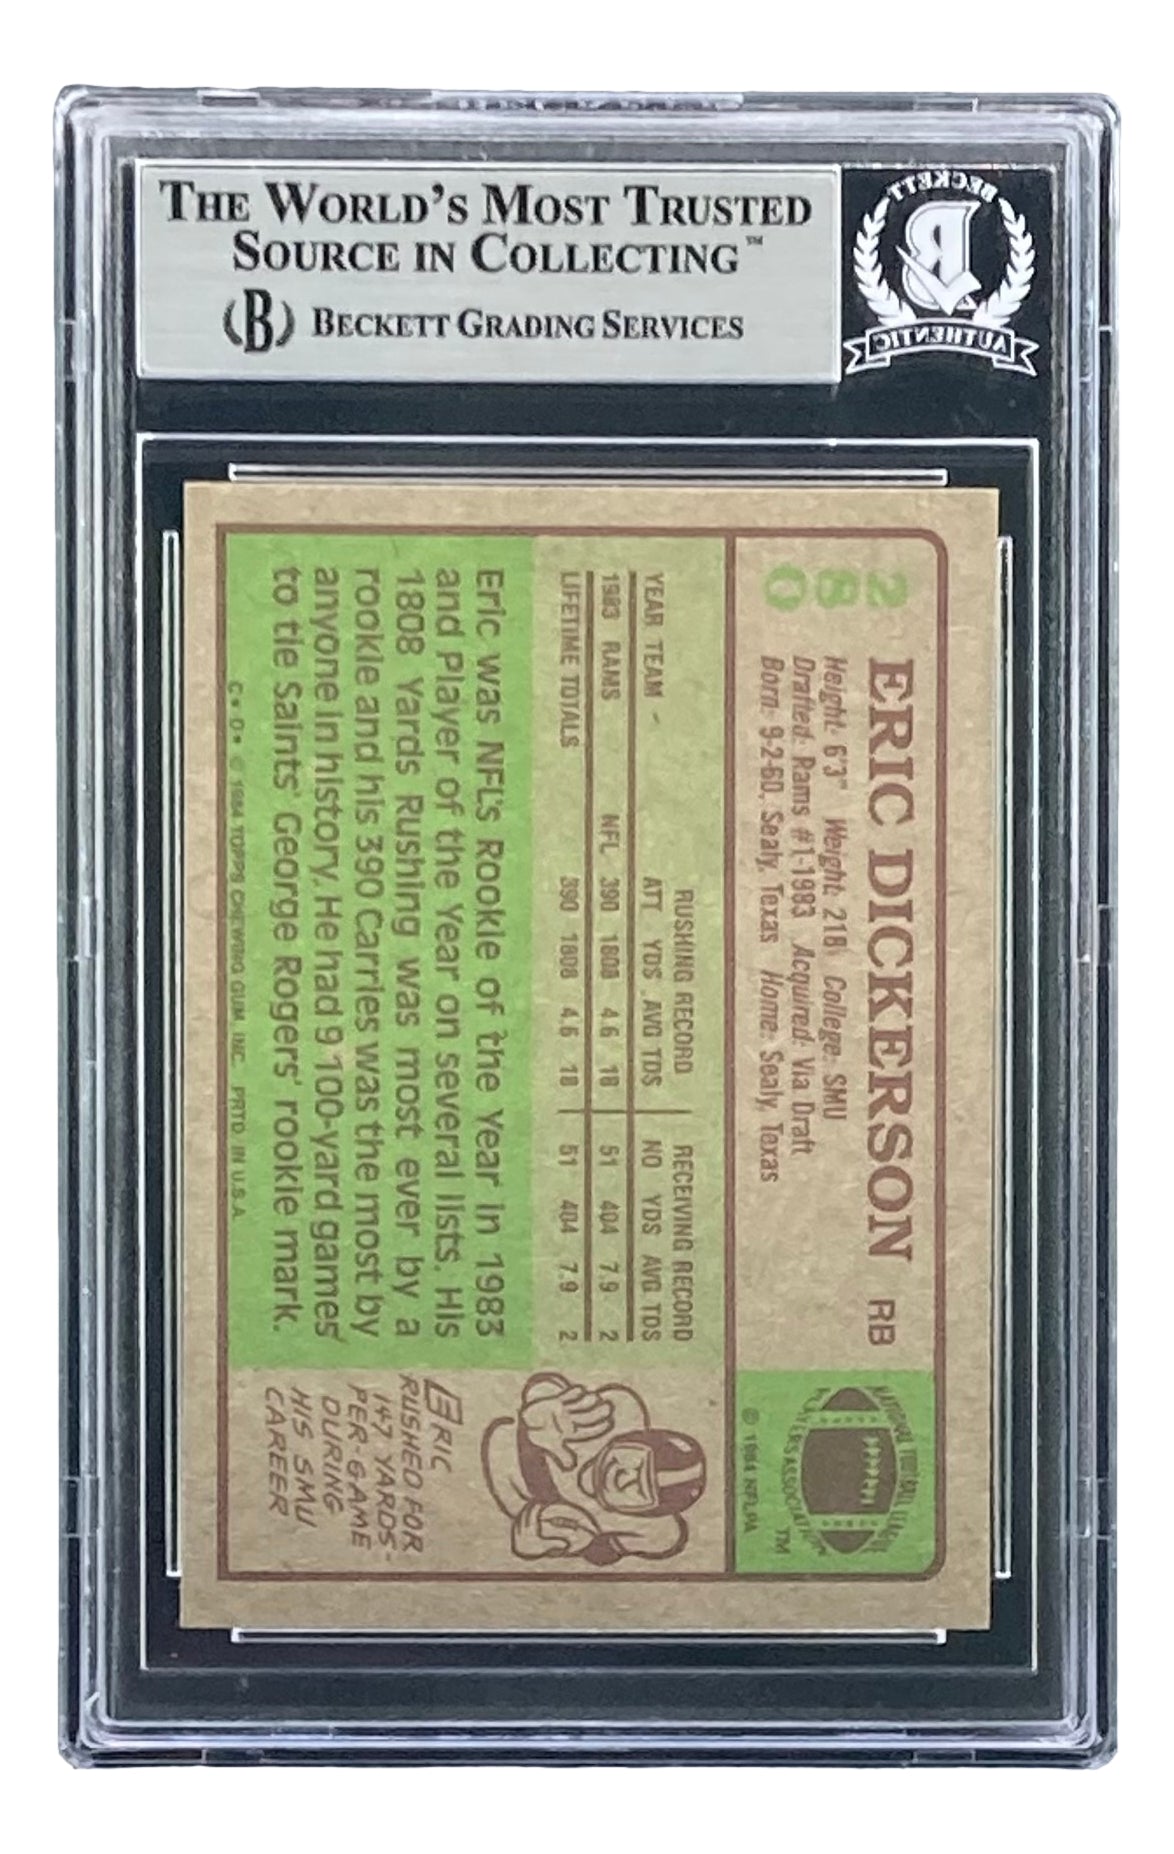 THE WORLD'S MOST TRUSTED
SOURCE IN COLLECTING™
(B) BECKETT GRADING SERVICES
BECKETT
B
AUTHENTIC
280
ERIC DICKERSON RB
Height: 6'3" Weight: 218 College: SMU
Drafted: Rams #1-1983 Acquired: Via Draft
Born: 9-2-60, Sealy, Texas Home: Sealy, Texas
NATIONAL FOOTBALL LEAGUE
PLAYERS ASSOCIATION
TM
© 1984 NFLPA
RUSHING RECORD RECEIVING RECORD
YEAR TEAM ATT YDS AVG TDS NO YDS AVG TDS
1983 RAMS NFL 390 1808 4.6 18 51 404 7.9 2
LIFETIME TOTALS 390 1808 4.6 18 51 404 7.9 2
Eric was NFL's Rookie of the Year in 1983
and Player of the Year on several lists. His
1808 Yards Rushing was most ever by a
rookie and his 390 Carries was the most by
anyone in history. He had 9 100-yard games
to tie Saints' George Rogers' rookie mark.
C• D• © 1984 TOPPS CHEWING GUM, INC. PRTD. IN U.S.A.
ERIC
RUSHED FOR
147 YARDS-
PER-GAME
DURING
HIS SMU
CAREER